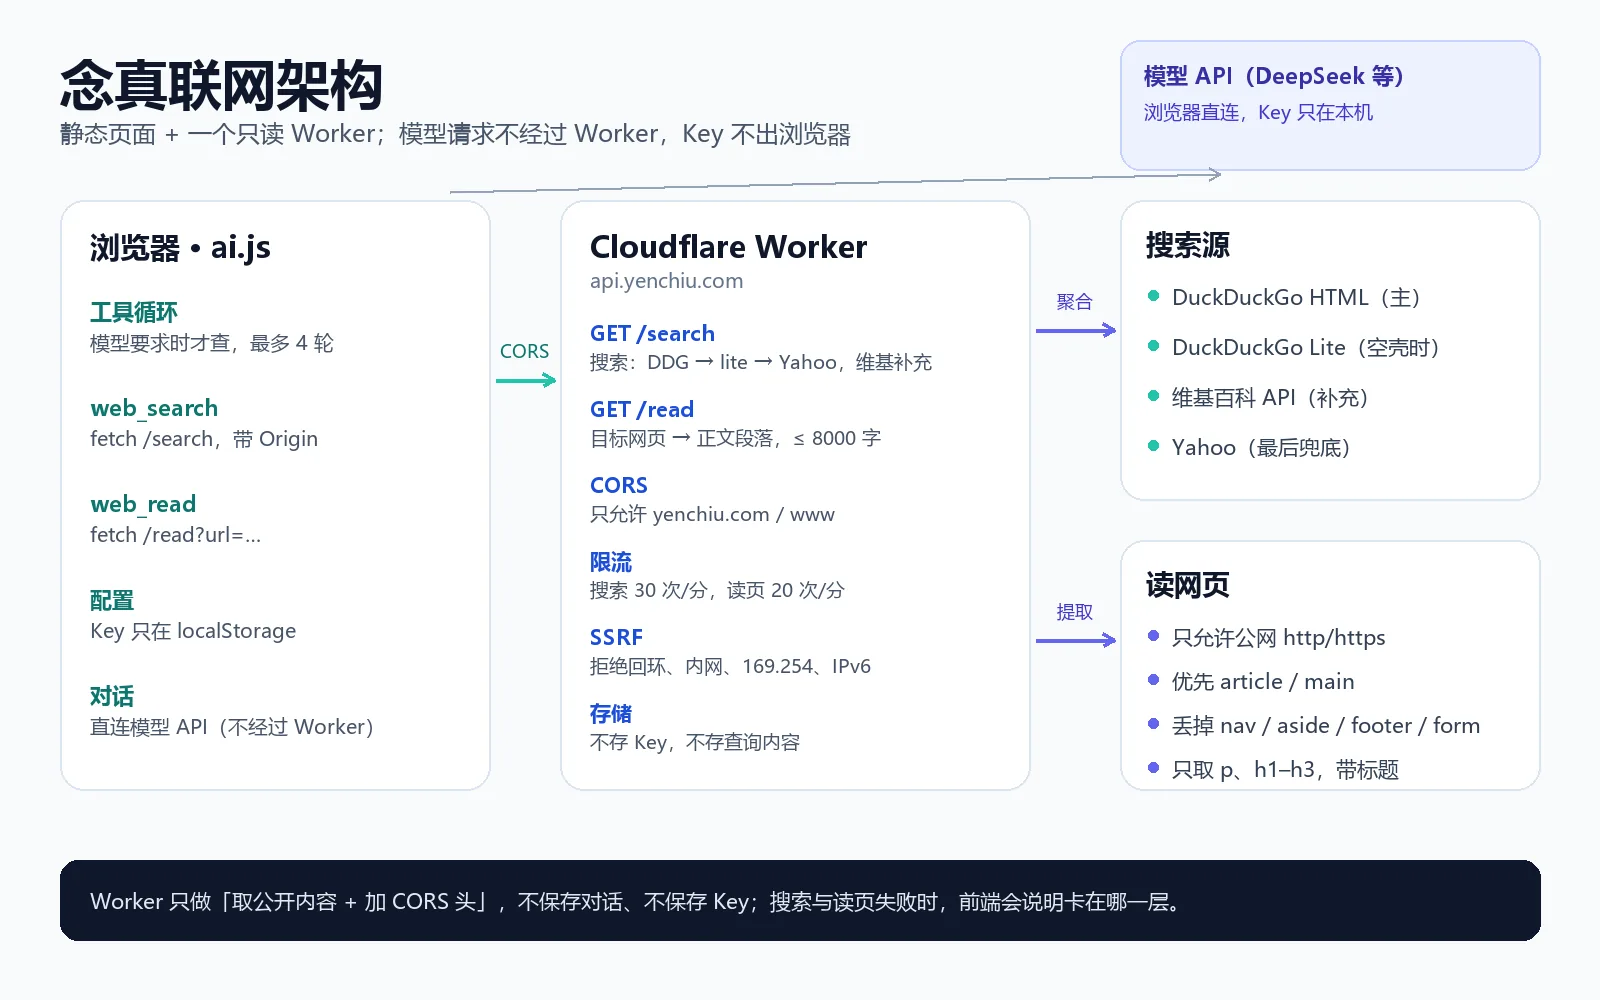 念真联网架构
静态页面 + 一个只读 Worker；模型请求不经过 Worker，Key 不出浏览器
模型 API（DeepSeek 等）
浏览器直连，Key 只在本机
浏览器 • ai.js
工具循环
模型要求时才查，最多 4 轮
web_search
fetch /search，带 Origin
web_read
fetch /read?url=...
配置
Key 只在 localStorage
对话
直连模型 API（不经过 Worker）
CORS
Cloudflare Worker
api.yenchiu.com
GET /search
搜索：DDG → lite → Yahoo，维基补充
GET /read
目标网页 → 正文段落，≤ 8000 字
CORS
只允许 yenchiu.com / www
限流
搜索 30 次/分，读页 20 次/分
SSRF
拒绝回环、内网、169.254、IPv6
存储
不存 Key，不存查询内容
聚合
提取
搜索源
DuckDuckGo HTML（主）
DuckDuckGo Lite（空壳时）
维基百科 API（补充）
Yahoo（最后兜底）
读网页
只允许公网 http/https
优先 article / main
丢掉 nav / aside / footer / form
只取 p、h1–h3，带标题
Worker 只做「取公开内容 + 加 CORS 头」，不保存对话、不保存 Key；搜索与读页失败时，前端会说明卡在哪一层。